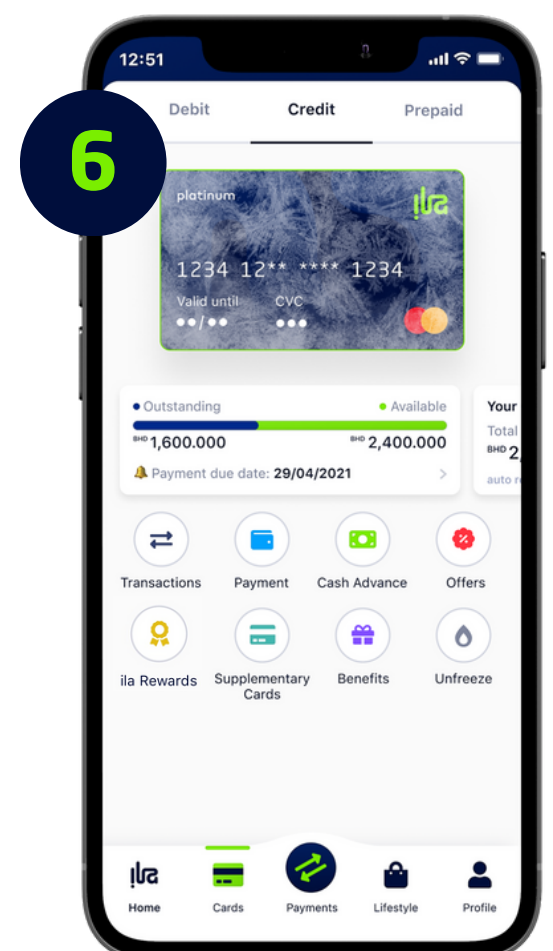 12:51
6
Debit Credit Prepaid
platinum
ila
1234 12** **** 1234
Valid until CVC
••/•• •••
• Outstanding • Available
BHD 1,600.000 BHD 2,400.000
Payment due date: 29/04/2021 >
Your
Total
BHD 2,
auto r
Transactions Payment Cash Advance Offers
ila Rewards Supplementary Benefits Unfreeze
Cards
ila
Home Cards Payments Lifestyle Profile